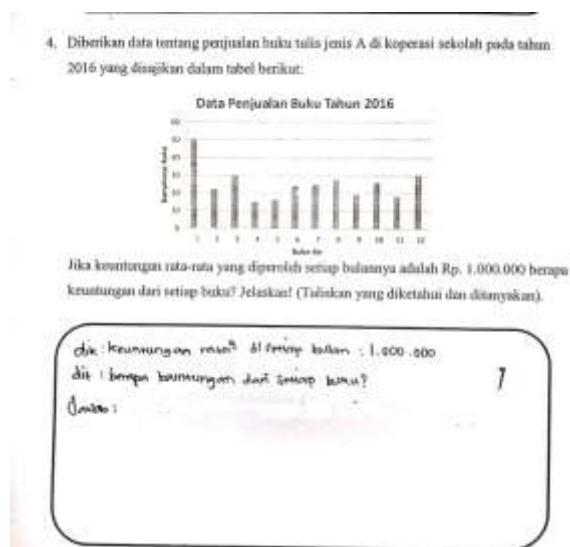 4. Diberikan data tentang penjualan buku tulis jenis A di koperasi sekolah pada tahun
2016 yang disajikan dalam tabel berikut:
Data Penjualan Buku Tahun 2016
1 2 3 4 5 6 7 8 9 10 11 12
Bulan Ke
Jika keuntungan rata-rata yang diperoleh setiap bulannya adalah Rp. 1.000.000 berapa
keuntungan dari setiap buku? Jelaskan! (Tuliskan yang diketahui dan ditanyakan).
dik : keuntungan rata² di setiap bulan : 1.000.000
dit : berapa keuntungan dari setiap buku?
Jawab :